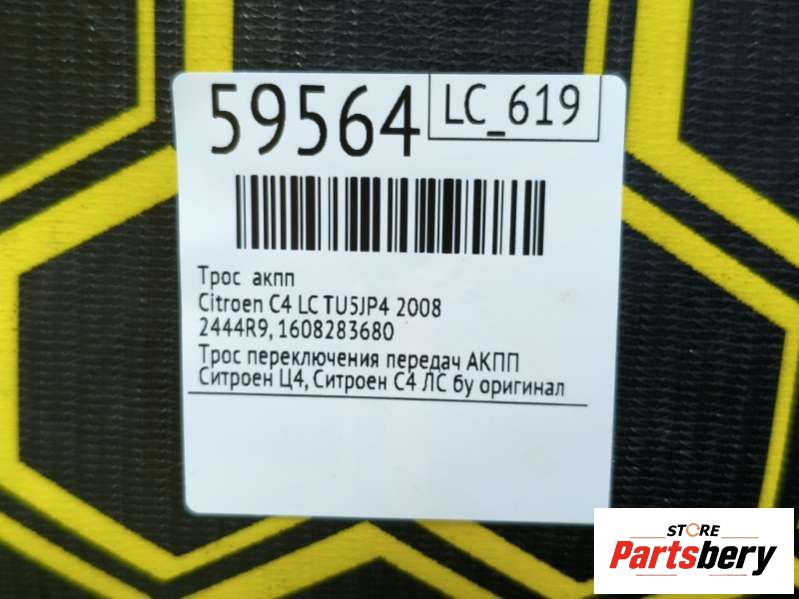 59564
LC_619
Трос акпп
Citroen C4 LC TU5JP4 2008
2444R9, 1608283680
Трос переключения передач АКПП
Ситроен Ц4, Ситроен С4 ЛС бу оригинал
STORE
Partsbery